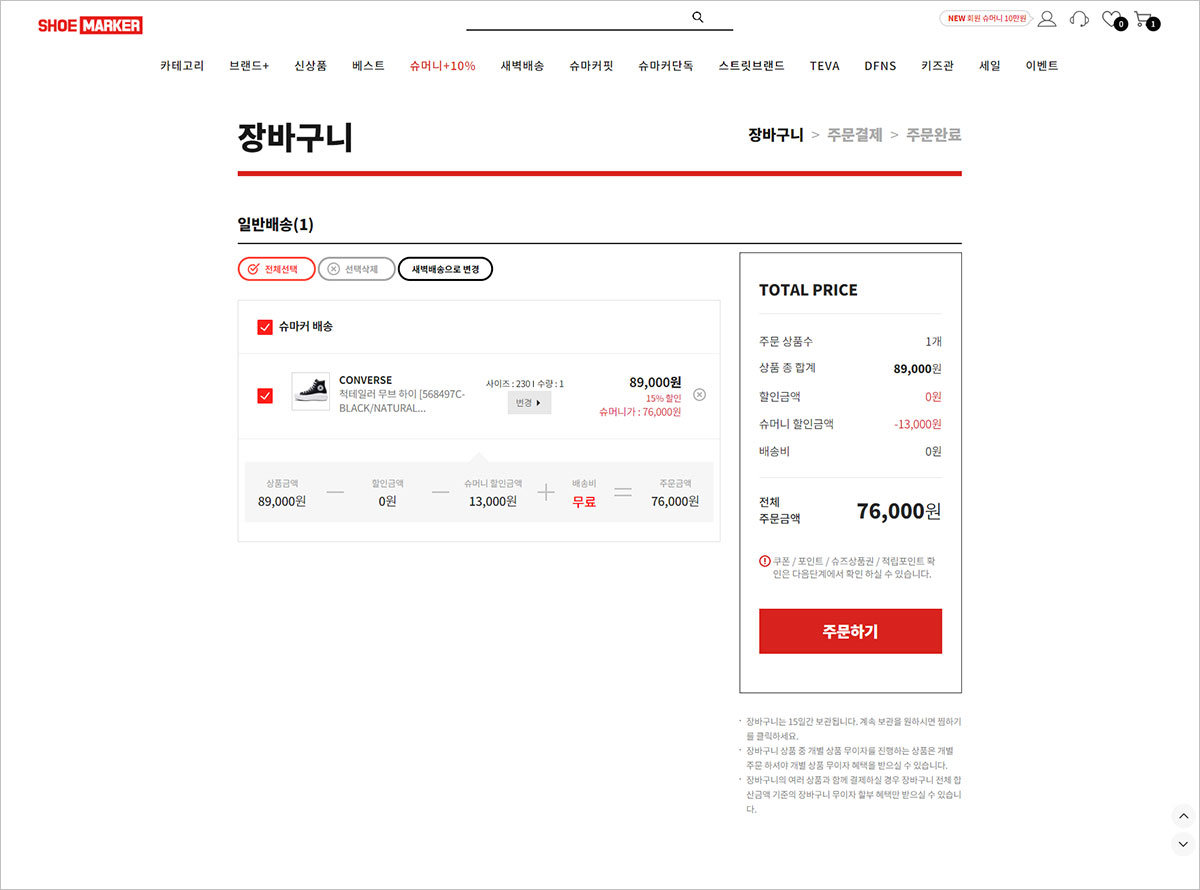 SHOE MARKER
NEW 회원 슈머니 10만원
0
1
카테고리 브랜드+ 신상품 베스트 슈머니+10% 새벽배송 슈마커핏 슈마커단독 스트릿브랜드 TEVA DFNS 키즈관 세일 이벤트
장바구니
장바구니 > 주문결제 > 주문완료
일반배송(1)
전체선택 선택삭제 새벽배송으로 변경
슈마커 배송
CONVERSE
척테일러 무브 하이 [568497C-
BLACK/NATURAL...
사이즈 : 230 I 수량 : 1
변경
89,000원
15% 할인
슈머니가 : 76,000원
상품금액 할인금액 슈머니 할인금액 배송비 주문금액
89,000원 — 0원 — 13,000원 + 무료 = 76,000원
TOTAL PRICE
주문 상품수 1개
상품 총 합계 89,000원
할인금액 0원
슈머니 할인금액 -13,000원
배송비 0원
전체
주문금액
76,000원
쿠폰 / 포인트 / 슈즈상품권 / 적립포인트 확
인은 다음단계에서 확인 하실 수 있습니다.
주문하기
· 장바구니는 15일간 보관됩니다. 계속 보관을 원하시면 찜하기
를 클릭하세요.
· 장바구니 상품 중 개별 상품 무이자를 진행하는 상품은 개별
주문 하셔야 개별 상품 무이자 혜택을 받으실 수 있습니다.
· 장바구니의 여러 상품과 함께 결제하실 경우 장바구니 전체 합
산금액 기준의 장바구니 무이자 할부 혜택만 받으실 수 있습니
다.